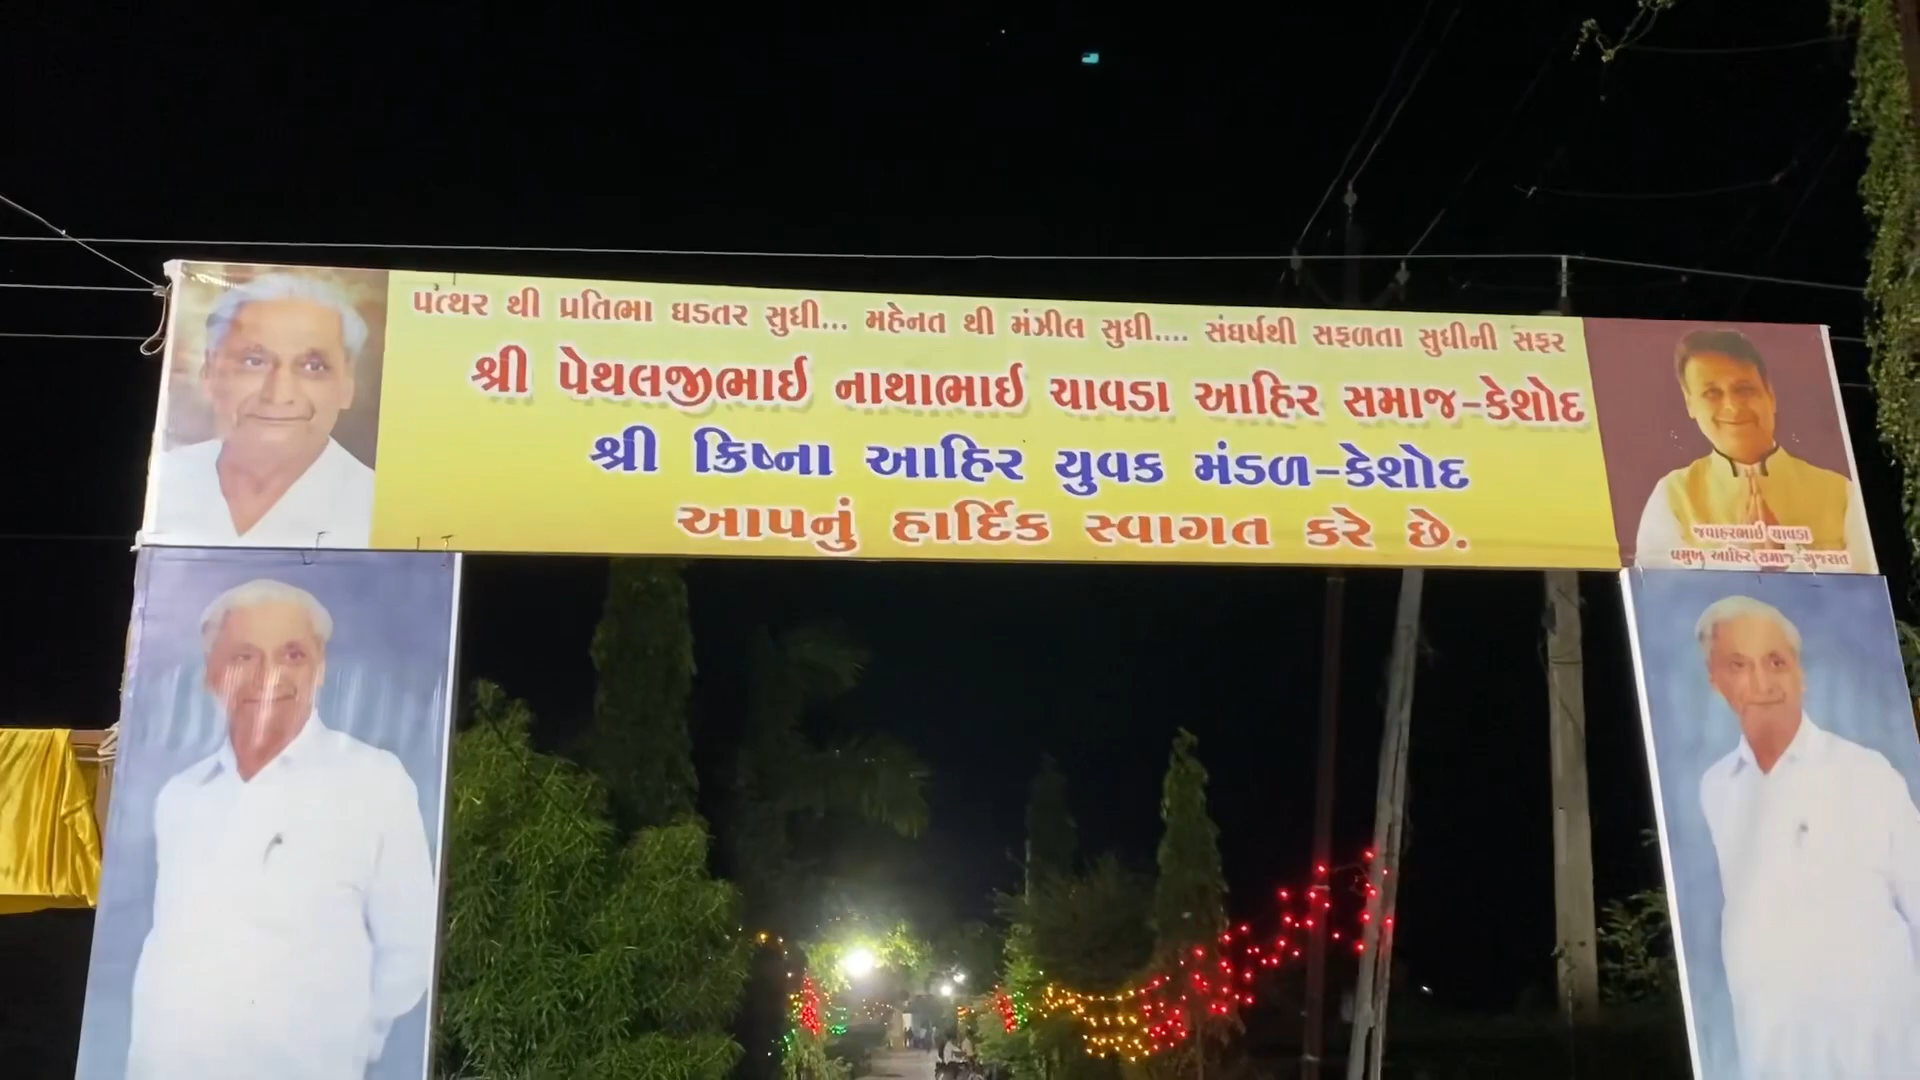 પત્થર થી પ્રતિભા ઘડતર સુધી... મહેનત થી મંઝીલ સુધી.... સંઘર્ષથી સફળતા સુધીની સફર
શ્રી પેથલજીભાઈ નાથાભાઈ ચાવડા આહિર સમાજ-કેશોદ
શ્રી ક્રિષ્ના આહિર યુવક મંડળ-કેશોદ
આપનું હાર્દિક સ્વાગત કરે છે.
જવાહરભાઈ ચાવડા
પ્રમુખ આહિર સમાજ-ગુજરાત